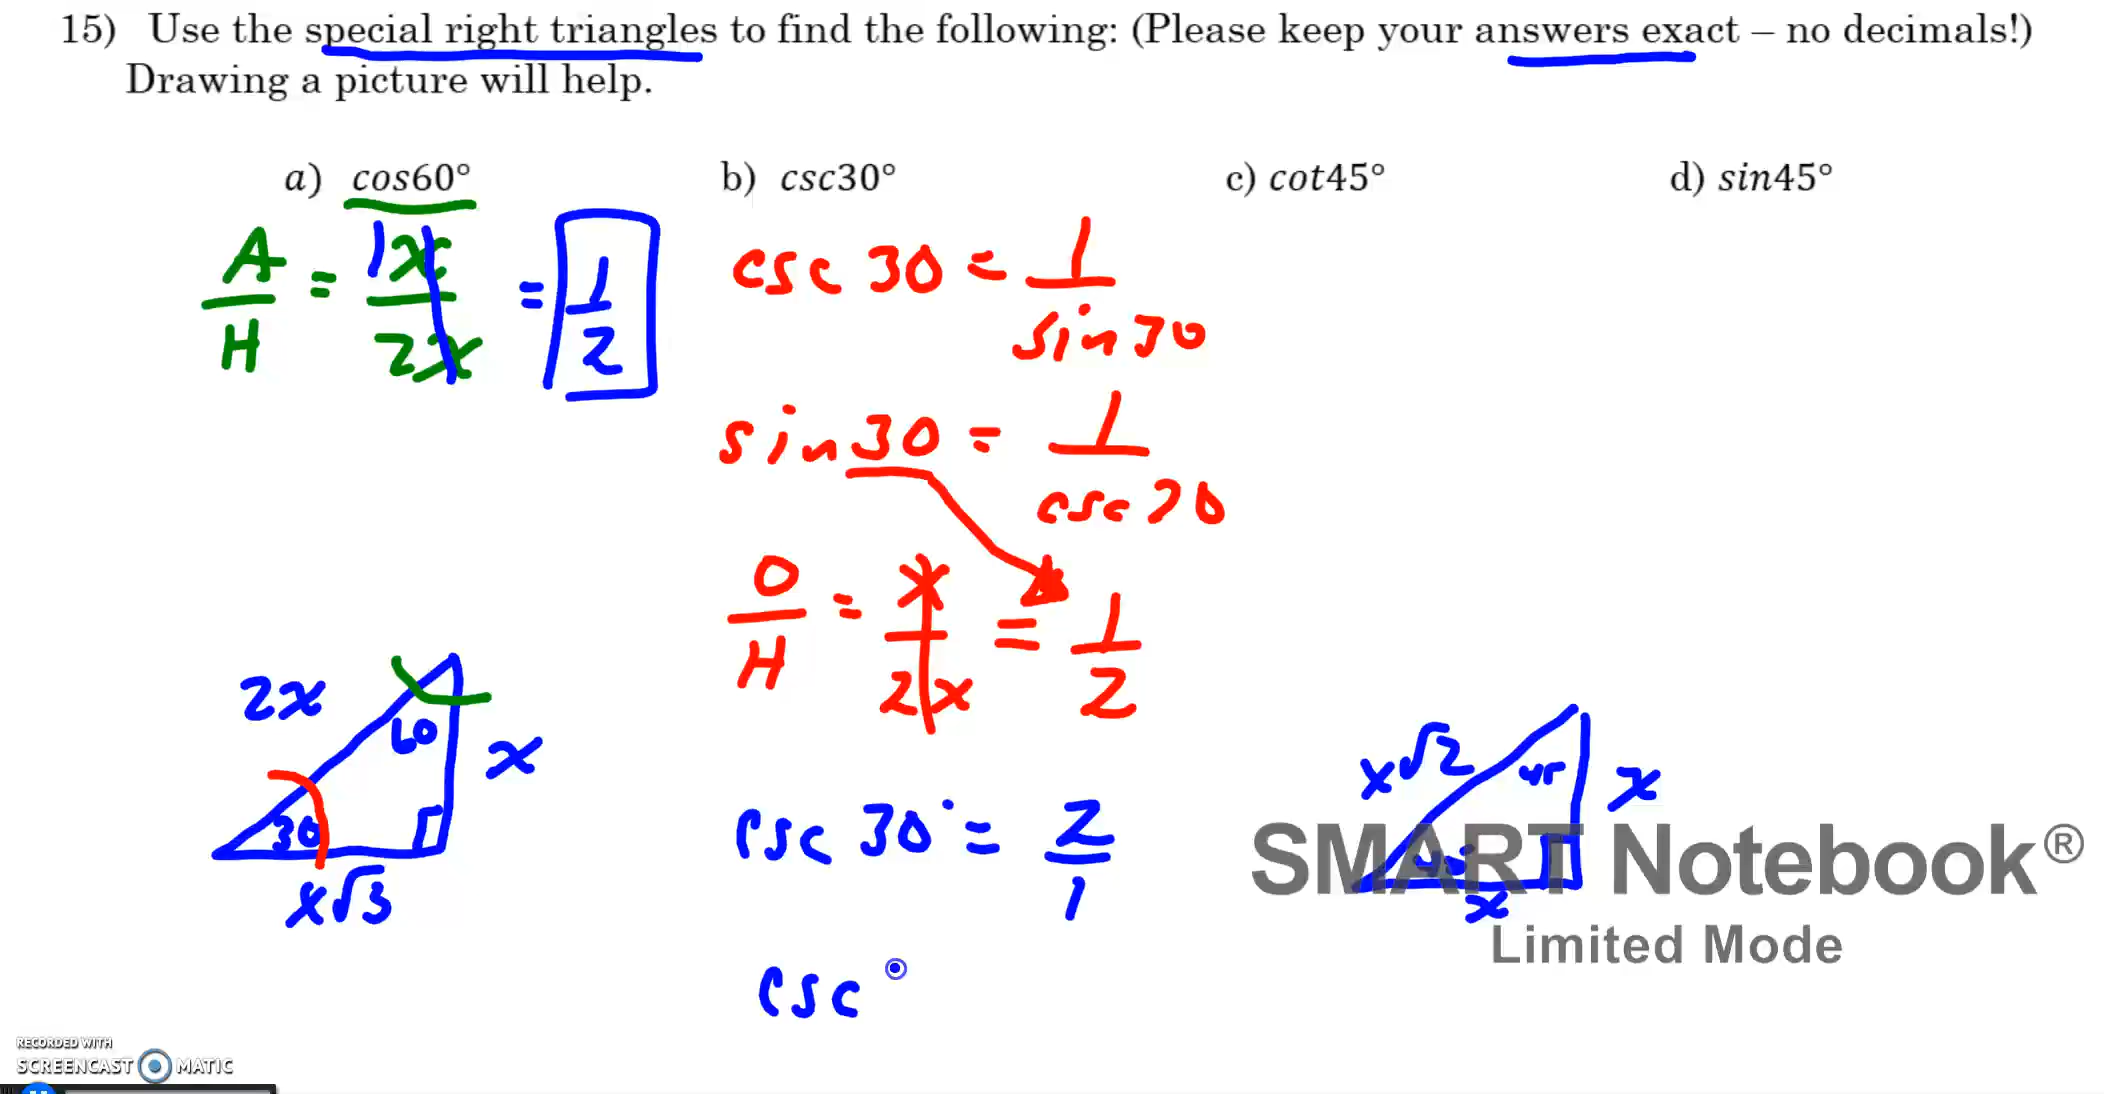 15) Use the special right triangles to find the following: (Please keep your answers exact – no decimals!)
Drawing a picture will help.
a) cos60°
A/H = 1x/2x = 1/2
b) csc30°
csc 30 = 1/sin 30
sin 30 = 1/csc 30
O/H = x/2x = 1/2
csc 30° = 2/1
csc
c) cot45°
d) sin45°
2x
60
x
30
x√3
x√2
45
x
45
x
SMART Notebook®
Limited Mode
RECORDED WITH
SCREENCAST MATIC